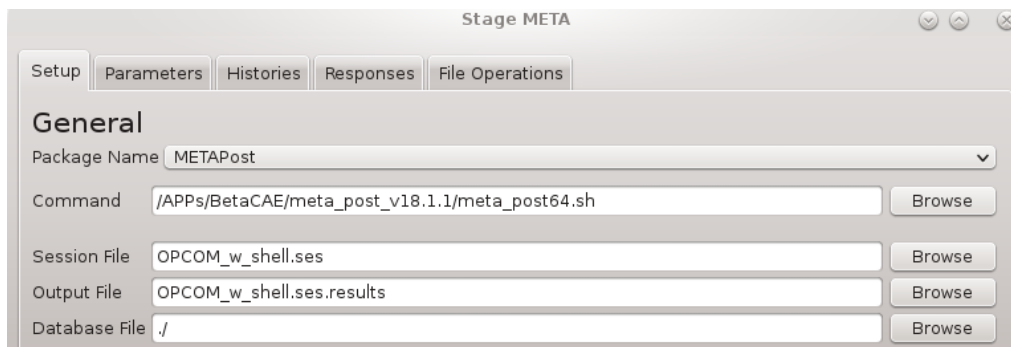 Stage META
Setup Parameters Histories Responses File Operations
General
Package Name METAPost
Command /APPs/BetaCAE/meta_post_v18.1.1/meta_post64.sh Browse
Session File OPCOM_w_shell.ses Browse
Output File OPCOM_w_shell.ses.results Browse
Database File ./ Browse